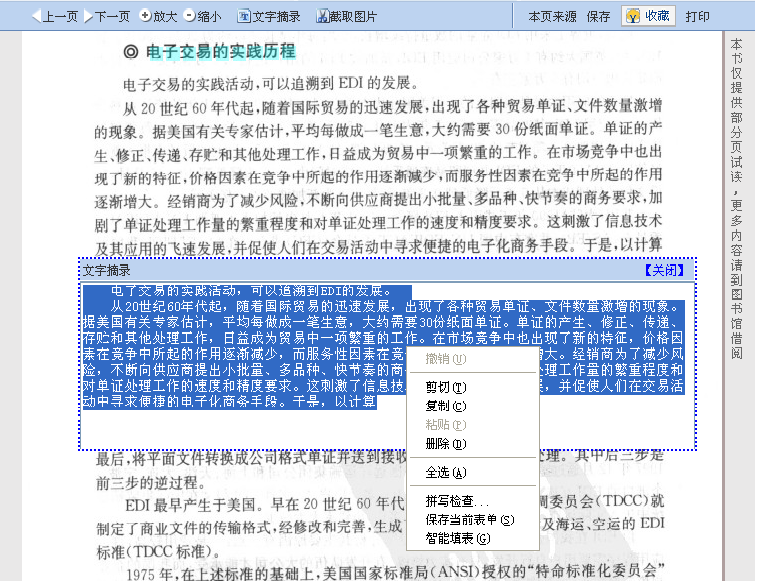 上一页 下一页 放大 缩小 文字摘录 截取图片 本页来源 保存 收藏 打印
◎ 电子交易的实践历程
电子交易的实践活动,可以追溯到 EDI 的发展。
从 20 世纪 60 年代起,随着国际贸易的迅速发展,出现了各种贸易单证、文件数量激增
的现象。据美国有关专家估计,平均每做成一笔生意,大约需要 30 份纸面单证。单证的产
生、修正、传递、存贮和其他处理工作,日益成为贸易中一项繁重的工作。在市场竞争中也出
现了新的特征,价格因素在竞争中所起的作用逐渐减少,而服务性因素在竞争中所起的作用
逐渐增大。经销商为了减少风险,不断向供应商提出小批量、多品种、快节奏的商务要求,加
剧了单证处理工作量的繁重程度和对单证处理工作的速度和精度要求。这刺激了信息技术
及其应用的飞速发展,并促使人们在交易活动中寻求便捷的电子化商务手段。于是,以计算
文字摘录 【关闭】
电子交易的实践活动，可以追溯到EDI的发展。
从20世纪60年代起，随着国际贸易的迅速发展，出现了各种贸易单证、文件数量激增的现象。
据美国有关专家估计，平均每做成一笔生意，大约需要30份纸面单证。单证的产生、修正、传递、
存贮和其他处理工作，日益成为贸易中一项繁重的工作。在市场竞争中也出现了新的特征，价格因
素在竞争中所起的作用逐渐减少，而服务性因素在竞 增大。经销商为了减少风
险，不断向供应商提出小批量、多品种、快节奏的商 处理工作量的繁重程度和
对单证处理工作的速度和精度要求。这刺激了信息技 展，并促使人们在交易活
动中寻求便捷的电子化商务手段。于是，以计算
撤销(U)
剪切(T)
复制(C)
粘贴(P)
删除(D)
全选(A)
拼写检查...
保存当前表单(S)
智能填表(G)
最后,将平面文件转换成公司格式单证并送到接收 处理。其中后三步是
前三步的逆过程。
EDI 最早产生于美国。早在 20 世纪 60 年代 调委员会(TDCC)就
制定了商业文件的传输格式,经修改和完善,生成 及海运、空运的 EDI
标准(TDCC 标准)。
1975 年,在上述标准的基础上,美国国家标准局(ANSI)授权的“特命标准化委员会”
本书仅提供部分页试读，更多内容请到图书馆借阅